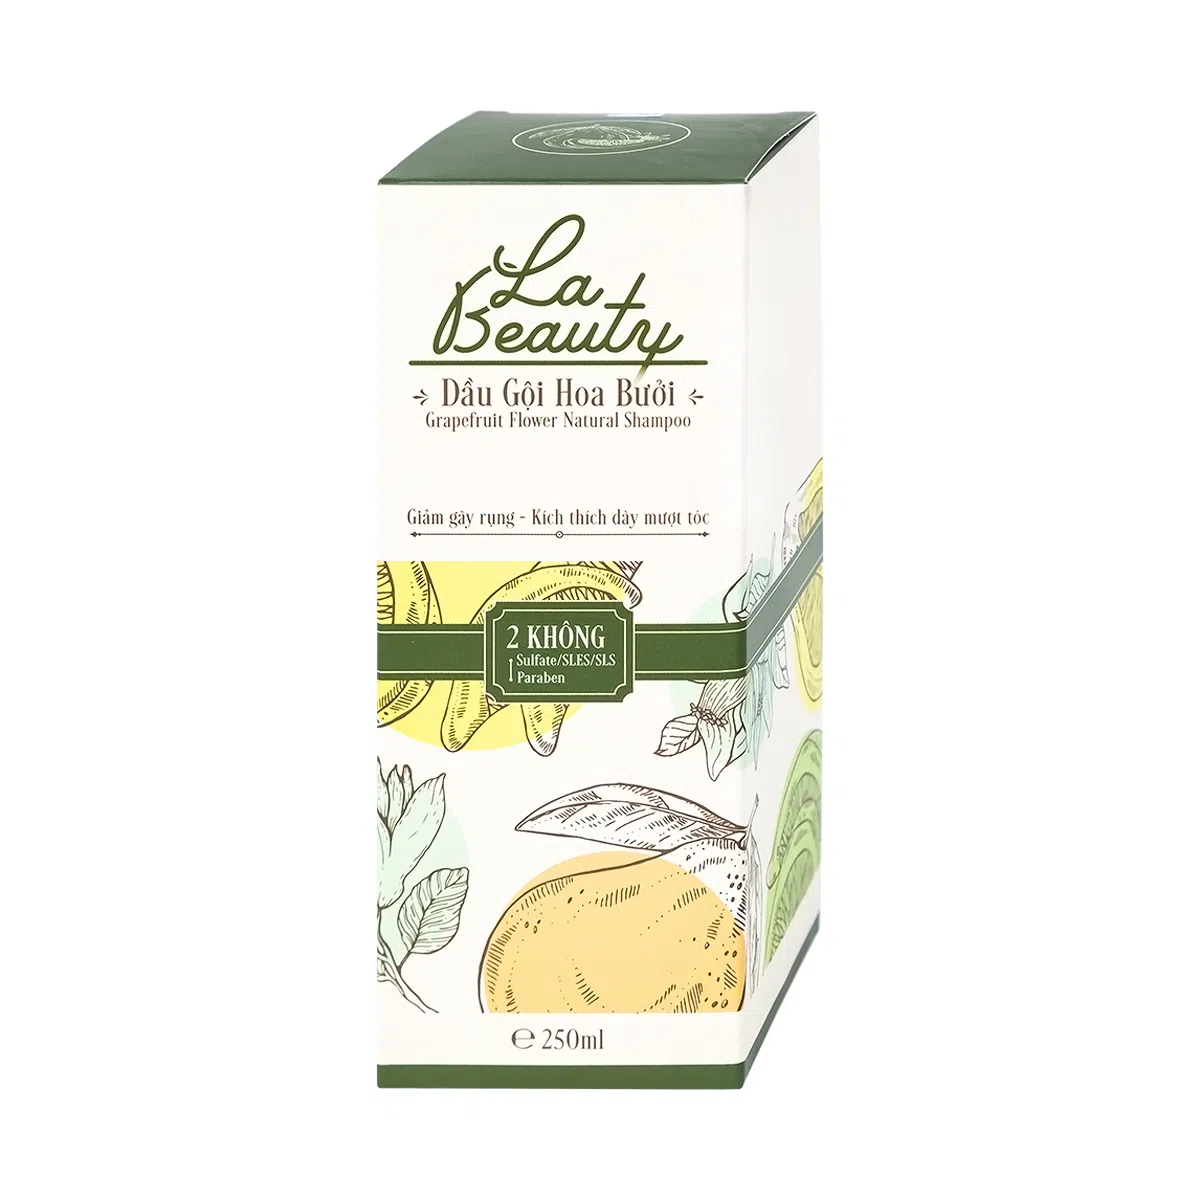 La
Beauty
Dầu Gội Hoa Bưởi
Grapefruit Flower Natural Shampoo
Giảm gãy rụng - Kích thích dày mượt tóc
2 KHÔNG
Sulfate/SLES/SLS
Paraben
℮ 250ml